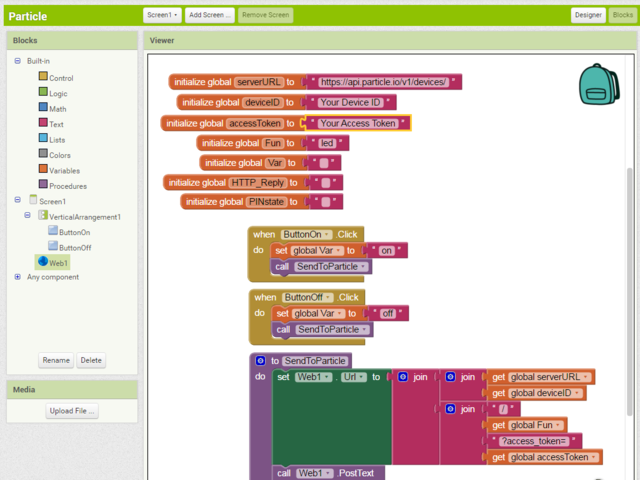 Particle
Screen1
Add Screen ...
Remove Screen
Designer
Blocks
Blocks
Viewer
Built-in
Control
Logic
Math
Text
Lists
Colors
Variables
Procedures
Screen1
VerticalArrangement1
ButtonOn
ButtonOff
Web1
Any component
Rename
Delete
Media
Upload File ...
initialize global serverURL to " https://api.particle.io/v1/devices/ "
initialize global deviceID to " Your Device ID "
initialize global accessToken to " Your Access Token "
initialize global Fun to " led "
initialize global Var to " "
initialize global HTTP_Reply to " "
initialize global PINstate to " "
when ButtonOn .Click
do set global Var to " on "
call SendToParticle
when ButtonOff .Click
do set global Var to " off "
call SendToParticle
to SendToParticle
do set Web1 . Url to join join get global serverURL
get global deviceID
join " / "
get global Fun
" ?access_token= "
get global accessToken
call Web1 .PostText